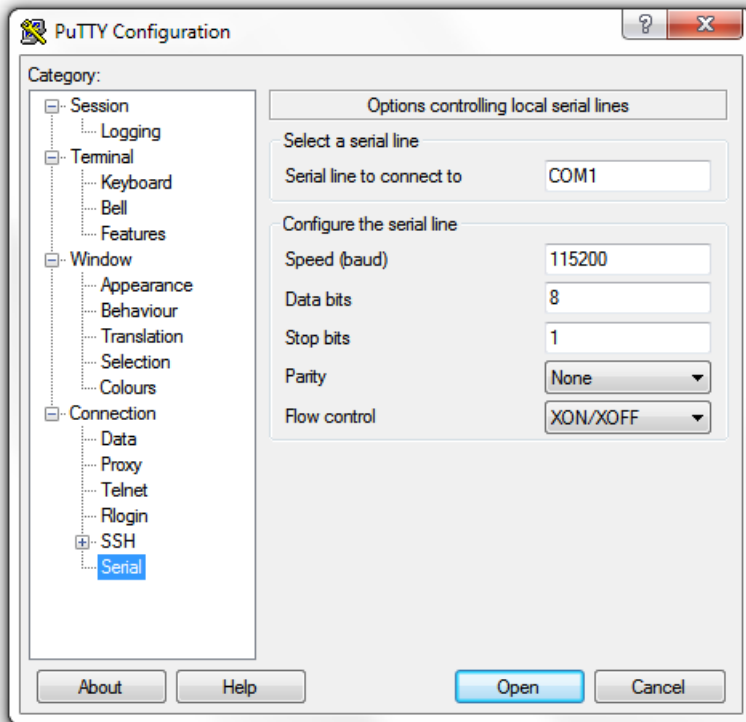 PuTTY Configuration
Category:
Session
Logging
Terminal
Keyboard
Bell
Features
Window
Appearance
Behaviour
Translation
Selection
Colours
Connection
Data
Proxy
Telnet
Rlogin
SSH
Serial
Options controlling local serial lines
Select a serial line
Serial line to connect to COM1
Configure the serial line
Speed (baud) 115200
Data bits 8
Stop bits 1
Parity None
Flow control XON/XOFF
About Help Open Cancel